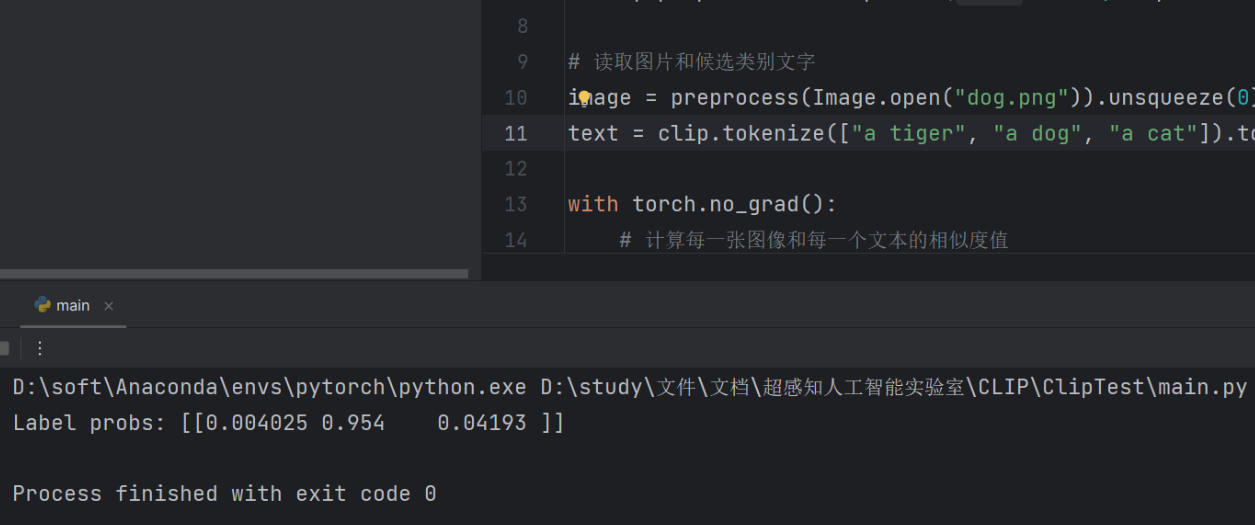 8
9 # 读取图片和候选类别文字
10 image = preprocess(Image.open("dog.png")).unsqueeze(0)
11 text = clip.tokenize(["a tiger", "a dog", "a cat"]).to
12
13 with torch.no_grad():
14 # 计算每一张图像和每一个文本的相似度值
main ×
D:\soft\Anaconda\envs\pytorch\python.exe D:\study\文件\文档\超感知人工智能实验室\CLIP\ClipTest\main.py
Label probs: [[0.004025 0.954    0.04193 ]]
Process finished with exit code 0